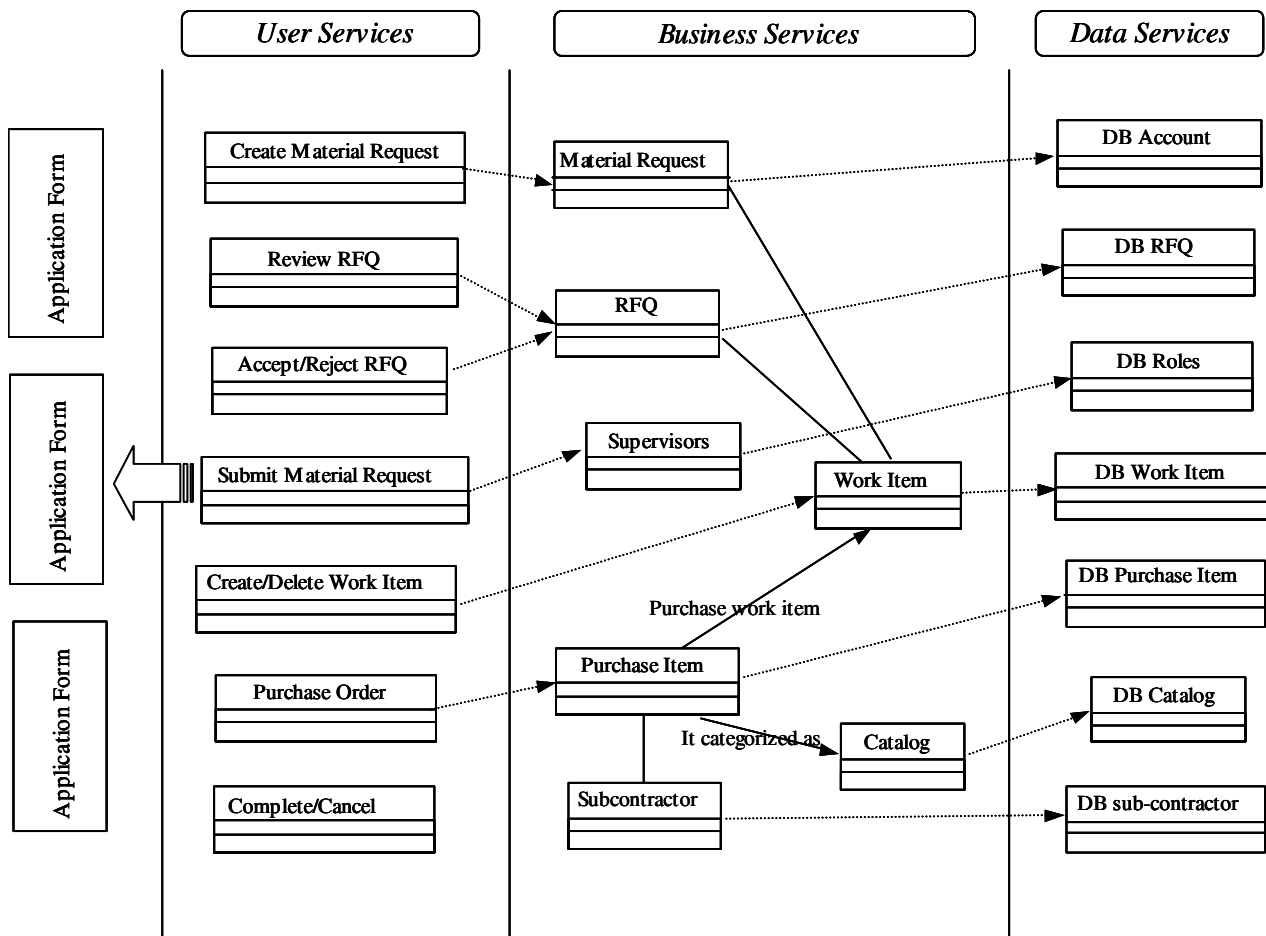 User Services
Business Services
Data Services
Application Form
Application Form
Application Form
Create Material Request
Review RFQ
Accept/Reject RFQ
Submit Material Request
Create/Delete Work Item
Purchase Order
Complete/Cancel
Material Request
RFQ
Supervisors
Work Item
Purchase work item
Purchase Item
It categorized as
Catalog
Subcontractor
DB Account
DB RFQ
DB Roles
DB Work Item
DB Purchase Item
DB Catalog
DB sub-contractor